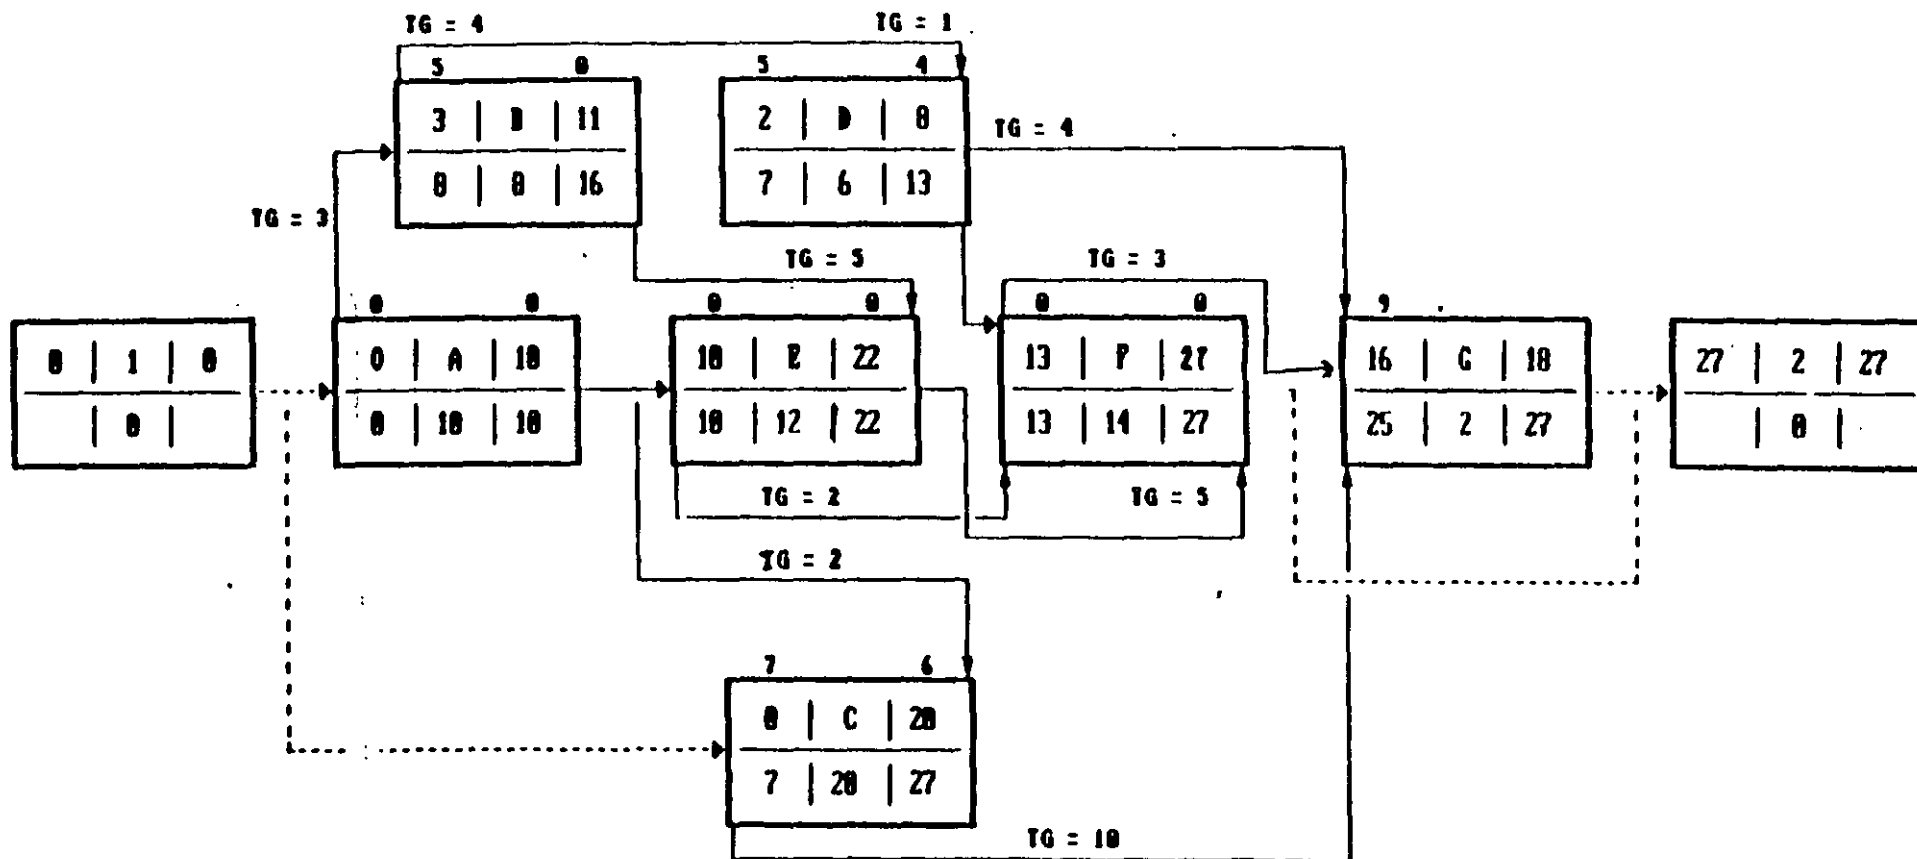 TG = 4 TG = 1
5 0 5 4
3 | B | 11 2 | D | 8
TG = 4
8 | 8 | 16 7 | 6 | 13
TG = 3
TG = 5 TG = 3
0 0 0 0 0 0 9
0 | 1 | 0 0 | A | 10 10 | E | 22 13 | F | 27 16 | G | 18 27 | 2 | 27
| 0 | 0 | 10 | 10 10 | 12 | 22 13 | 14 | 27 25 | 2 | 27 | 0 |
TG = 2 TG = 5
TG = 2
7 6
0 | C | 20
7 | 20 | 27
TG = 10